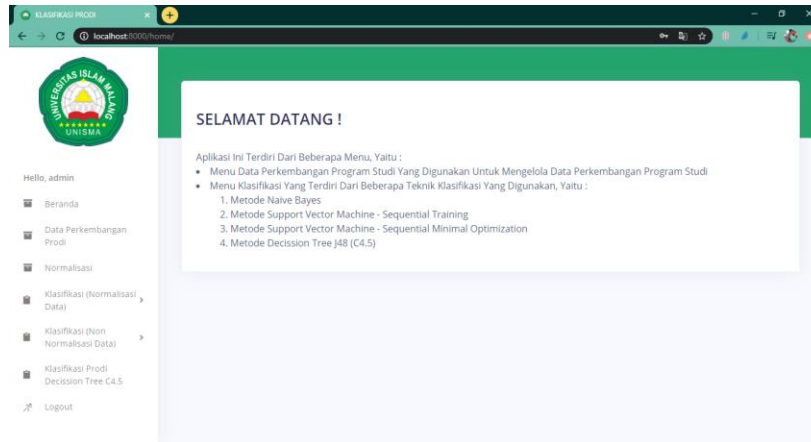 KLASIFIKASI PRODI
localhost:8000/home/
UNIVERSITAS ISLAM MALANG
UNISMA
Hello, admin
Beranda
Data Perkembangan
Prodi
Normalisasi
Klasifikasi (Normalisasi
Data)
Klasifikasi (Non
Normalisasi Data)
Klasifikasi Prodi
Decission Tree C4.5
Logout
SELAMAT DATANG !
Aplikasi Ini Terdiri Dari Beberapa Menu, Yaitu :
• Menu Data Perkembangan Program Studi Yang Digunakan Untuk Mengelola Data Perkembangan Program Studi
• Menu Klasifikasi Yang Terdiri Dari Beberapa Teknik Klasifikasi Yang Digunakan, Yaitu :
1. Metode Naive Bayes
2. Metode Support Vector Machine - Sequential Training
3. Metode Support Vector Machine - Sequential Minimal Optimization
4. Metode Decission Tree J48 (C4.5)